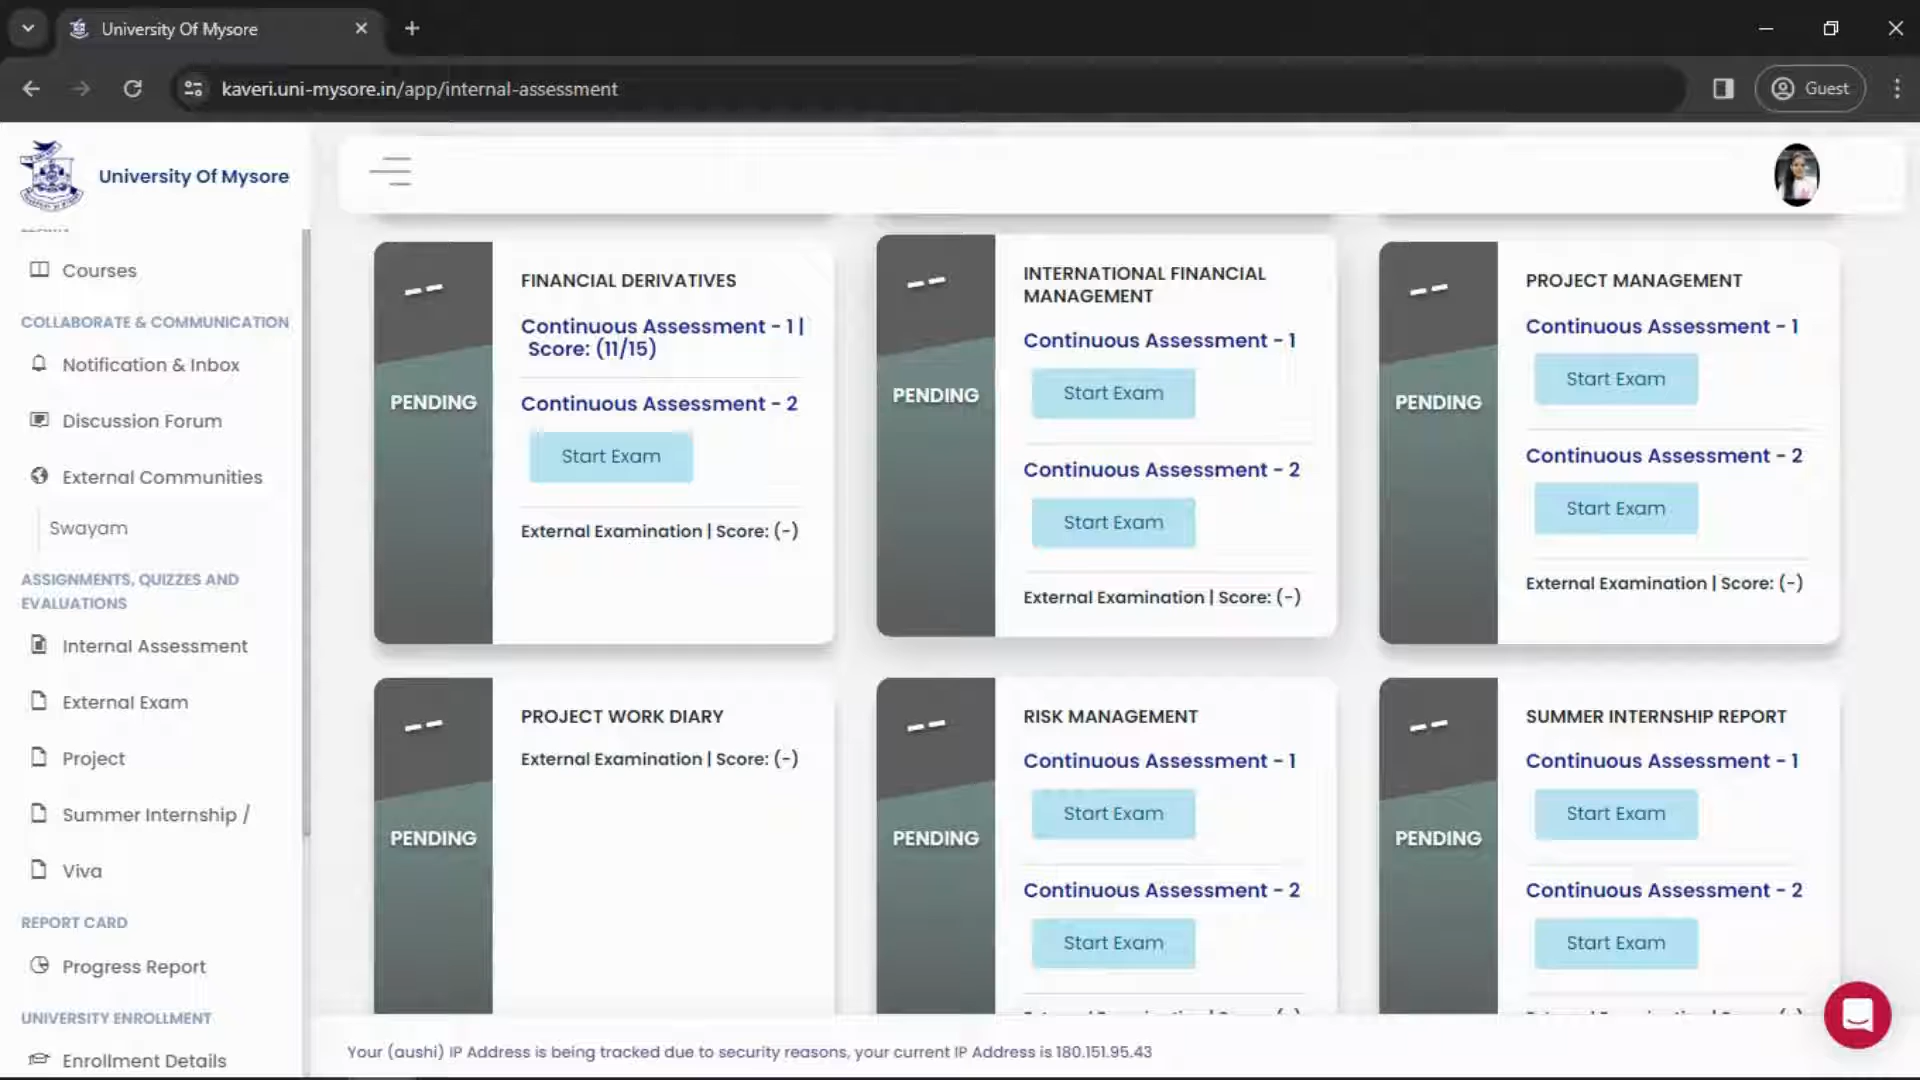 University Of Mysore
kaveri.uni-mysore.in/app/internal-assessment
Guest
University Of Mysore
Courses
COLLABORATE & COMMUNICATION
Notification & Inbox
Discussion Forum
External Communities
Swayam
ASSIGNMENTS, QUIZZES AND
EVALUATIONS
Internal Assessment
External Exam
Project
Summer Internship /
Viva
REPORT CARD
Progress Report
UNIVERSITY ENROLLMENT
Enrollment Details
--
PENDING
FINANCIAL DERIVATIVES
Continuous Assessment - 1 |
Score: (11/15)
Continuous Assessment - 2
Start Exam
External Examination | Score: (-)
--
PENDING
INTERNATIONAL FINANCIAL
MANAGEMENT
Continuous Assessment - 1
Start Exam
Continuous Assessment - 2
Start Exam
External Examination | Score: (-)
--
PENDING
PROJECT MANAGEMENT
Continuous Assessment - 1
Start Exam
Continuous Assessment - 2
Start Exam
External Examination | Score: (-)
--
PENDING
PROJECT WORK DIARY
External Examination | Score: (-)
--
PENDING
RISK MANAGEMENT
Continuous Assessment - 1
Start Exam
Continuous Assessment - 2
Start Exam
--
PENDING
SUMMER INTERNSHIP REPORT
Continuous Assessment - 1
Start Exam
Continuous Assessment - 2
Start Exam
Your (aushi) IP Address is being tracked due to security reasons, your current IP Address is 180.151.95.43